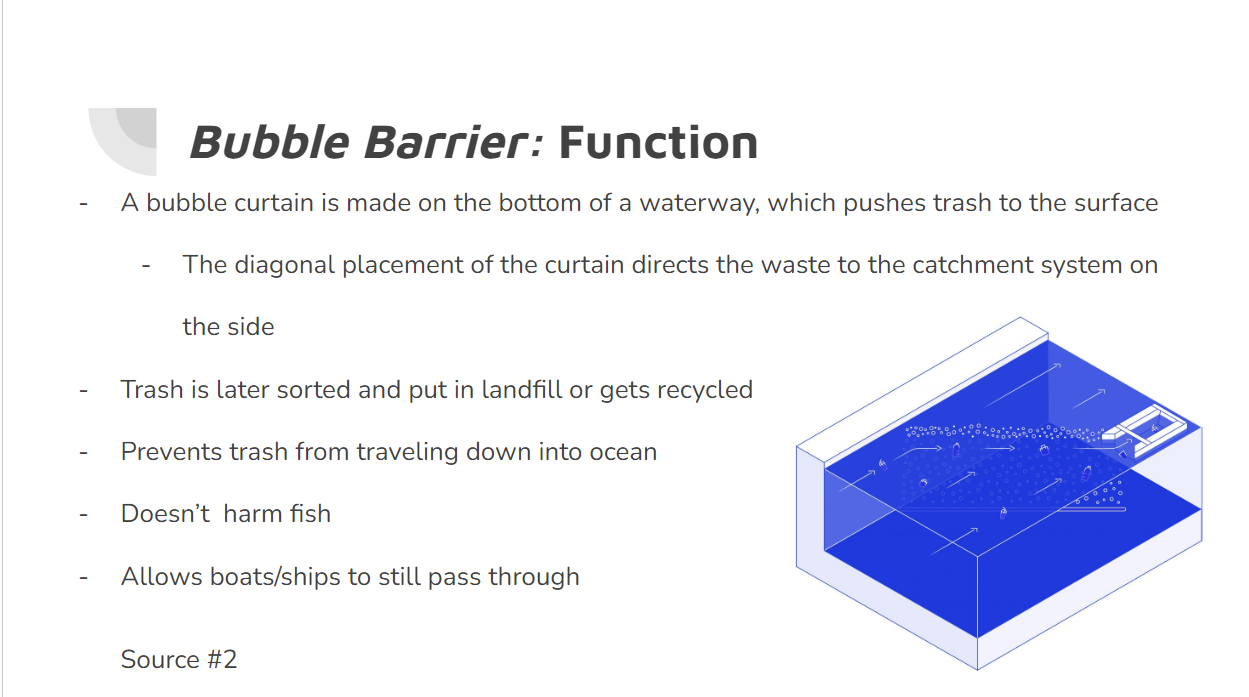 Bubble Barrier: Function
- A bubble curtain is made on the bottom of a waterway, which pushes trash to the surface
- The diagonal placement of the curtain directs the waste to the catchment system on
the side
- Trash is later sorted and put in landfill or gets recycled
- Prevents trash from traveling down into ocean
- Doesn’t  harm fish
- Allows boats/ships to still pass through
Source #2